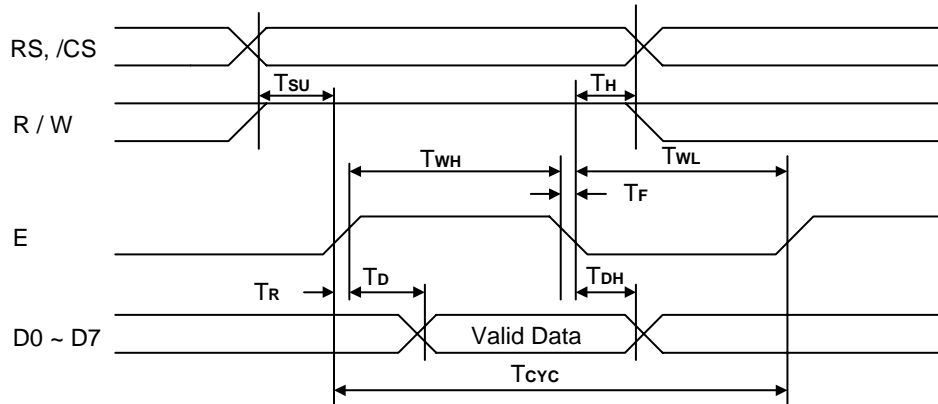 RS, /CS
TSU
TH
R / W
TWH
TWL
TF
E
TR
TD
TDH
D0 ~ D7
Valid Data
TCYC